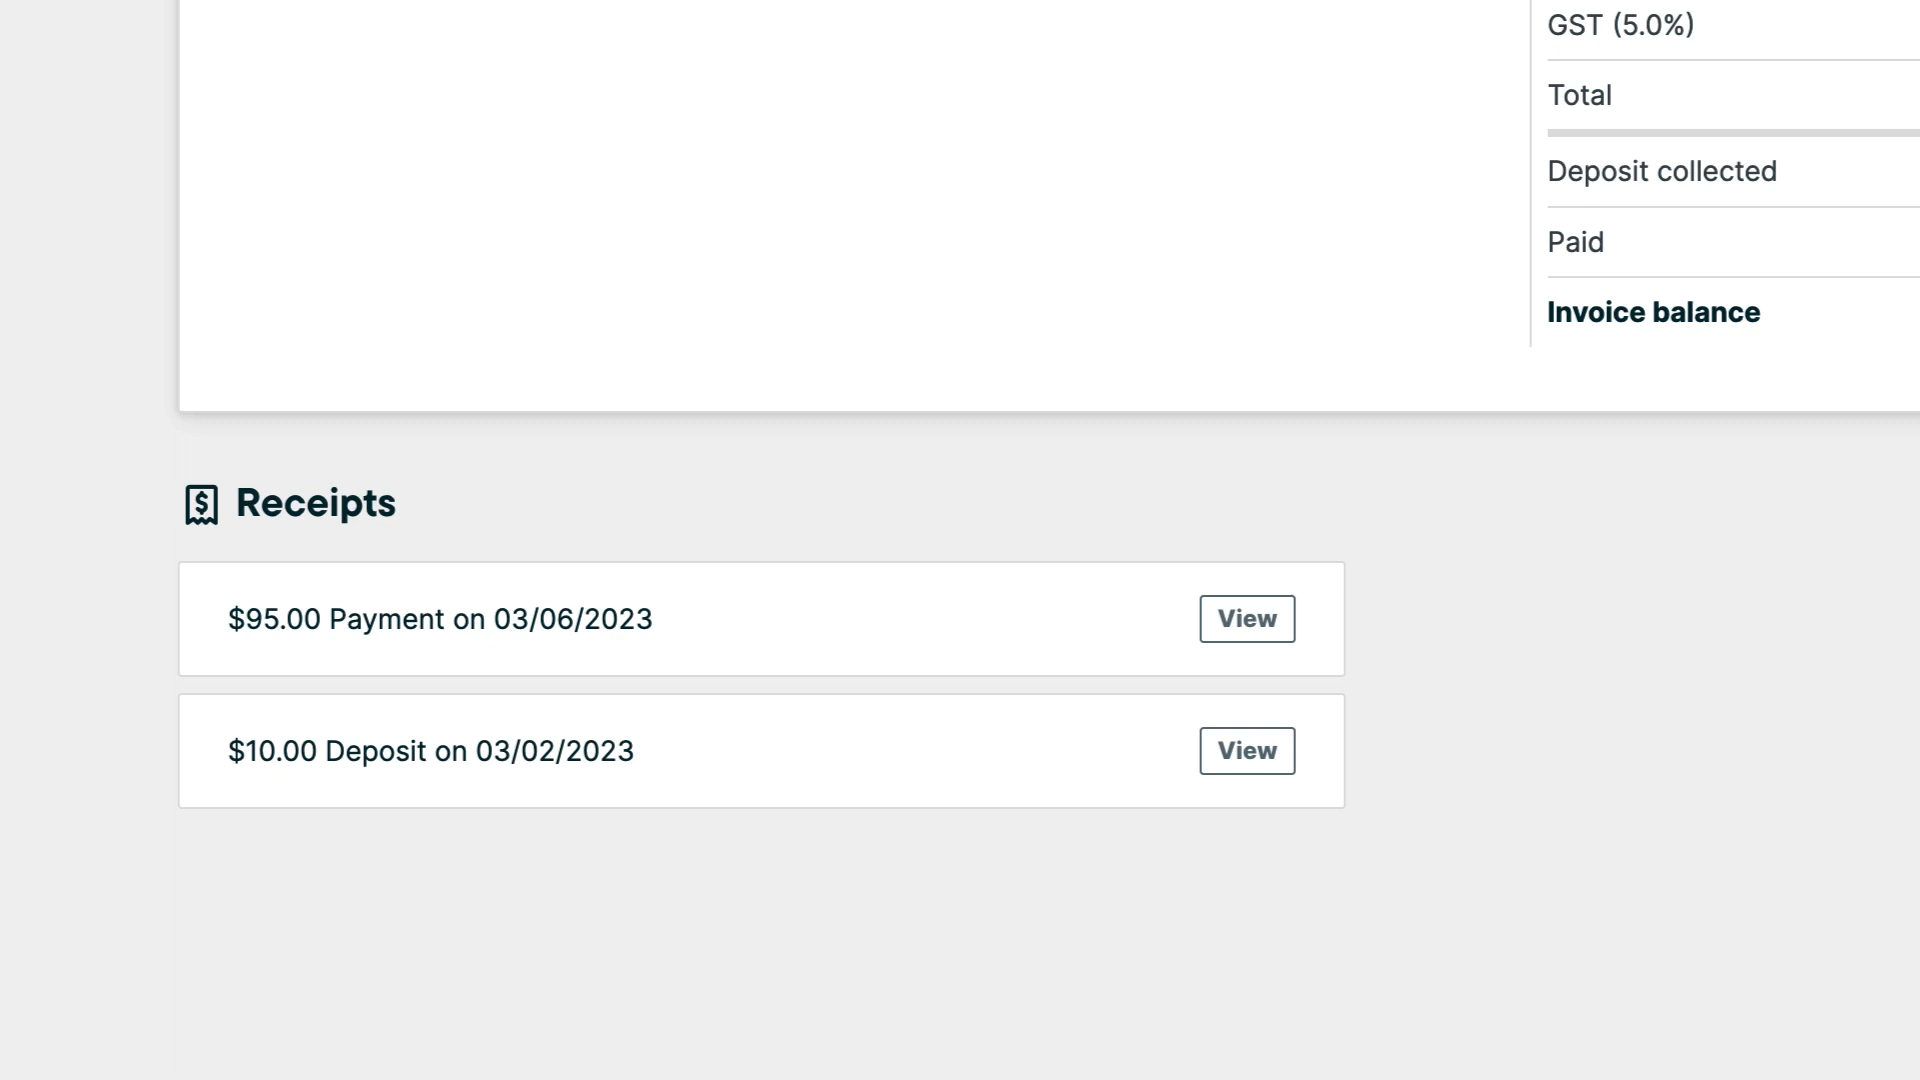 GST (5.0%)
Total
Deposit collected
Paid
Invoice balance
Receipts
$95.00 Payment on 03/06/2023
View
$10.00 Deposit on 03/02/2023
View